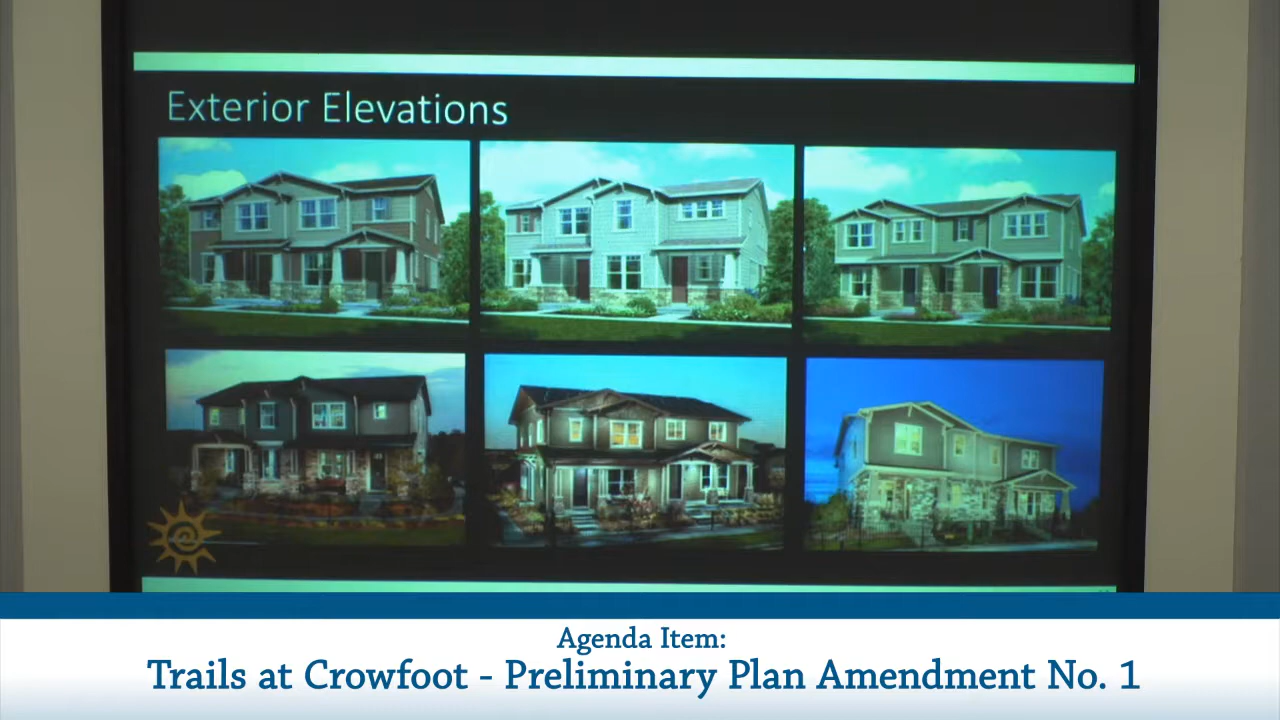 Exterior Elevations
Agenda Item:
Trails at Crowfoot - Preliminary Plan Amendment No. 1